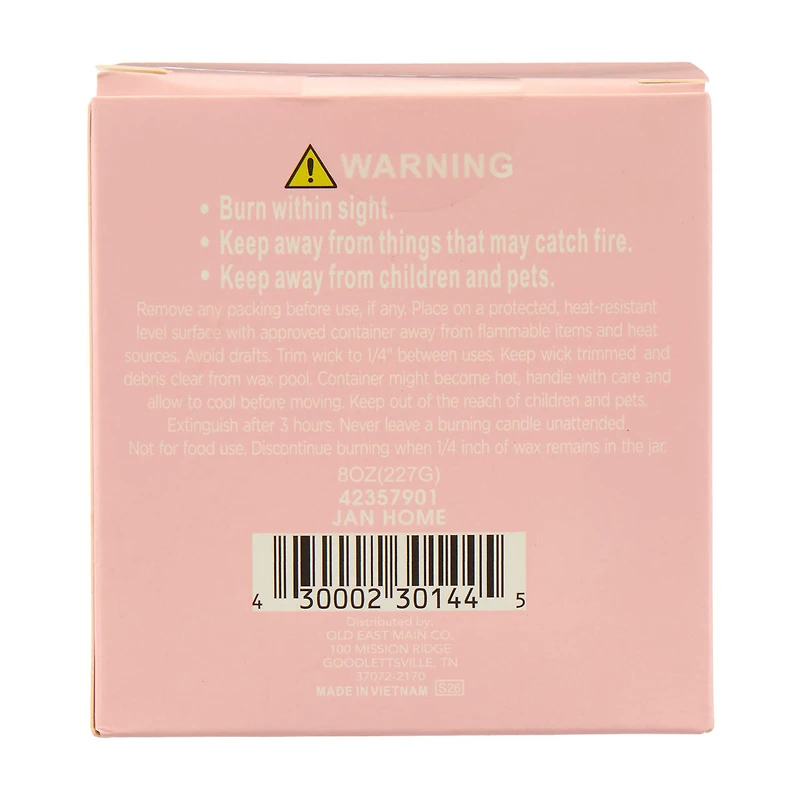 WARNING
• Burn within sight.
• Keep away from things that may catch fire.
• Keep away from children and pets.
Remove any packing before use, if any. Place on a protected, heat-resistant
level surface with approved container away from flammable items and heat
sources. Avoid drafts. Trim wick to 1/4" between uses. Keep wick trimmed and
debris clear from wax pool. Container might become hot, handle with care and
allow to cool before moving. Keep out of the reach of children and pets.
Extinguish after 3 hours. Never leave a burning candle unattended.
Not for food use. Discontinue burning when 1/4 inch of wax remains in the jar.
8OZ(227G)
42357901
JAN HOME
4 30002 30144 5
Distributed by:
OLD EAST MAIN CO.
100 MISSION RIDGE
GOODLETTSVILLE, TN
37072-2170
MADE IN VIETNAM S26